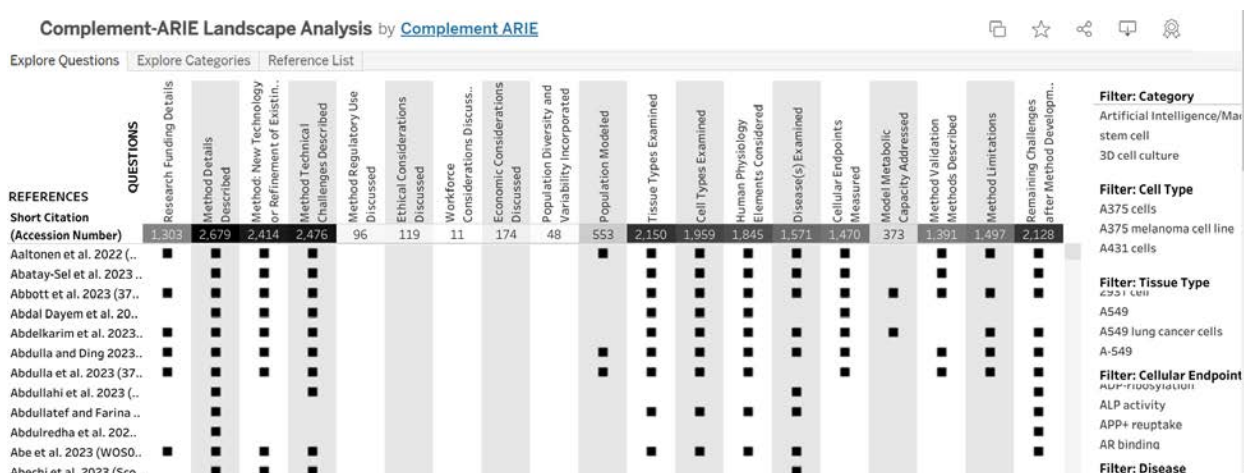 Complement-ARIE Landscape Analysis by Complement ARIE
Explore Questions Explore Categories Reference List
QUESTIONS
Research Funding Details
Method Details
Described
Method: New Technology
or Refinement of Existin..
Method Technical
Challenges Described
Method Regulatory Use
Discussed
Ethical Considerations
Discussed
Workforce
Considerations Discuss..
Economic Considerations
Discussed
Population Diversity and
Variability Incorporated
Population Modeled
Tissue Types Examined
Cell Types Examined
Human Physiology
Elements Considered
Disease(s) Examined
Cellular Endpoints
Measured
Model Metabolic
Capacity Addressed
Method Validation
Methods Described
Method Limitations
Remaining Challenges
after Method Developm..
REFERENCES
Short Citation
(Accession Number)
1,303 2,679 2,414 2,476 96 119 11 174 48 553 2,150 1,959 1,845 1,571 1,470 373 1,391 1,497 2,128
Aaltonen et al. 2022 (..
Abatay-Sel et al. 2023 ..
Abbott et al. 2023 (37..
Abdal Dayem et al. 20..
Abdelkarim et al. 2023..
Abdulla and Ding 2023..
Abdulla et al. 2023 (37..
Abdullahi et al. 2023 (..
Abdullatef and Farina ..
Abdulredha et al. 202..
Abe et al. 2023 (WOS0..
Abechi et al. 2023 (Sco..
Filter: Category
Artificial Intelligence/Ma
stem cell
3D cell culture
Filter: Cell Type
A375 cells
A375 melanoma cell line
A431 cells
Filter: Tissue Type
A549
A549 lung cancer cells
A-549
Filter: Cellular Endpoint
ADP-ribosylation
ALP activity
APP+ reuptake
AR binding
Filter: Disease